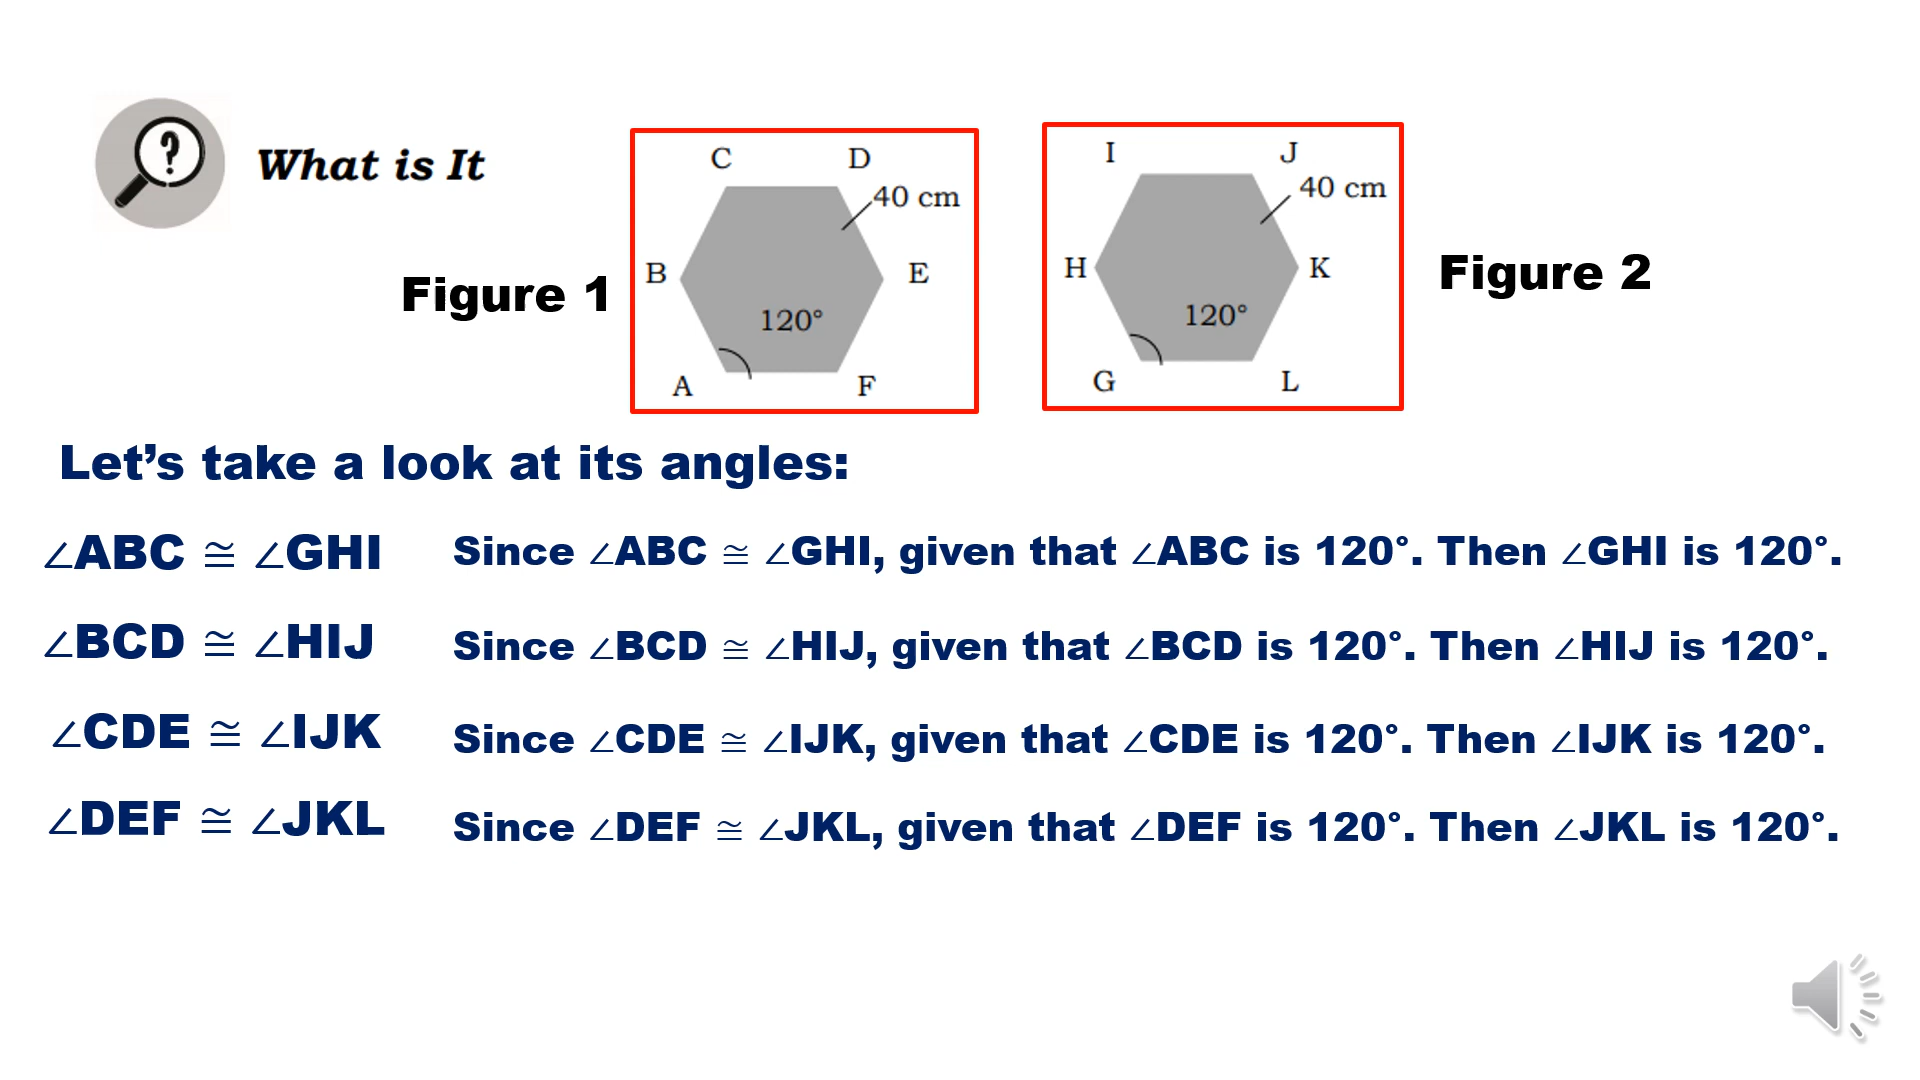 What is It
Figure 1
C D
40 cm
B E
120°
A F
I J
40 cm
H K
120°
G L
Figure 2
Let’s take a look at its angles:
∠ABC ≅ ∠GHI
Since ∠ABC ≅ ∠GHI, given that ∠ABC is 120°. Then ∠GHI is 120°.
∠BCD ≅ ∠HIJ
Since ∠BCD ≅ ∠HIJ, given that ∠BCD is 120°. Then ∠HIJ is 120°.
∠CDE ≅ ∠IJK
Since ∠CDE ≅ ∠IJK, given that ∠CDE is 120°. Then ∠IJK is 120°.
∠DEF ≅ ∠JKL
Since ∠DEF ≅ ∠JKL, given that ∠DEF is 120°. Then ∠JKL is 120°.